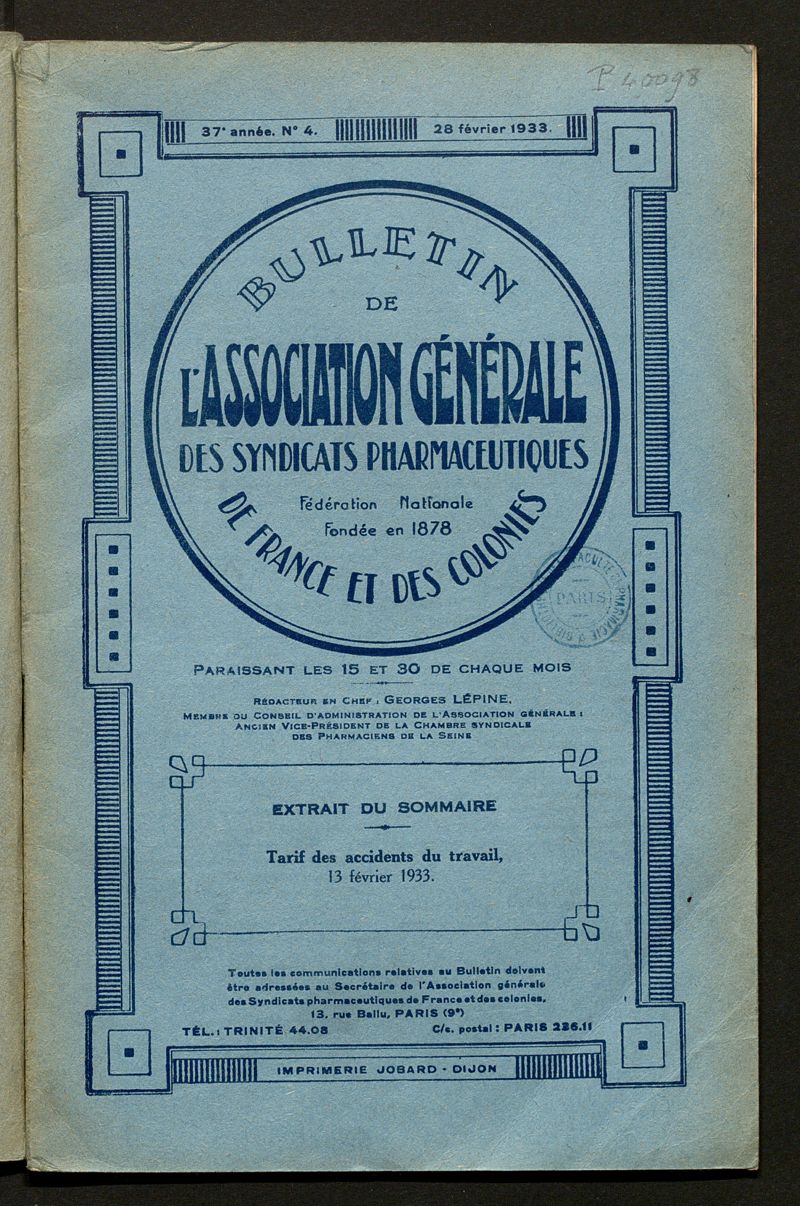 P 40098
37e année. N° 4. 28 février 1933.
BULLETIN
DE
L'ASSOCIATION GÉNÉRALE
DES SYNDICATS PHARMACEUTIQUES
Fédération Nationale
Fondée en 1878
DE FRANCE ET DES COLONIES
FACULTÉ DE PHARMACIE
PARIS
PARAISSANT LES 15 ET 30 DE CHAQUE MOIS
RÉDACTEUR EN CHEF : GEORGES LÉPINE,
MEMBRE DU CONSEIL D'ADMINISTRATION DE L'ASSOCIATION GÉNÉRALE ;
ANCIEN VICE-PRÉSIDENT DE LA CHAMBRE SYNDICALE
DES PHARMACIENS DE LA SEINE
EXTRAIT DU SOMMAIRE
Tarif des accidents du travail,
13 février 1933.
Toutes les communications relatives au Bulletin doivent
être adressées au Secrétaire de l'Association générale
des Syndicats pharmaceutiques de France et des colonies,
13, rue Ballu, PARIS (9e)
TÉL. : TRINITÉ 44.08 C/c. postal : PARIS 286.11
IMPRIMERIE JOBARD - DIJON